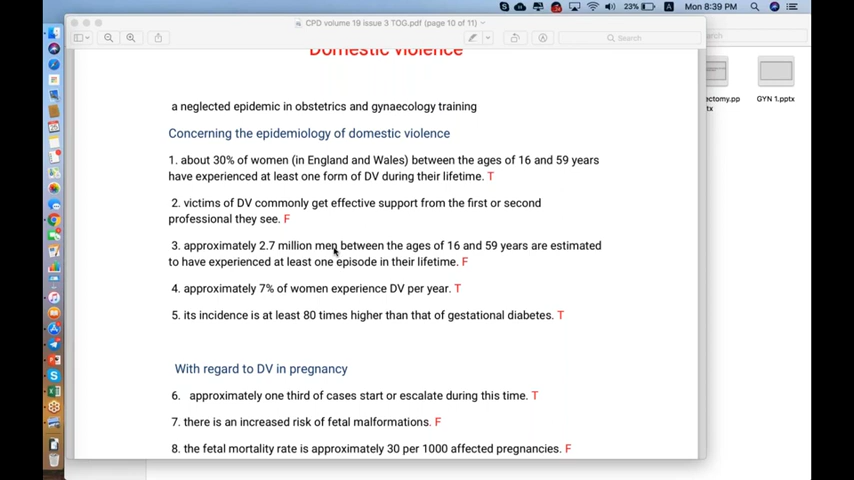 23%
Mon 8:39 PM
CPD volume 19 issue 3 TOG.pdf (page 10 of 11)
Search
Domestic violence
a neglected epidemic in obstetrics and gynaecology training
Concerning the epidemiology of domestic violence
1. about 30% of women (in England and Wales) between the ages of 16 and 59 years
have experienced at least one form of DV during their lifetime. T
2. victims of DV commonly get effective support from the first or second
professional they see. F
3. approximately 2.7 million men between the ages of 16 and 59 years are estimated
to have experienced at least one episode in their lifetime. F
4. approximately 7% of women experience DV per year. T
5. its incidence is at least 80 times higher than that of gestational diabetes. T
With regard to DV in pregnancy
6. approximately one third of cases start or escalate during this time. T
7. there is an increased risk of fetal malformations. F
8. the fetal mortality rate is approximately 30 per 1000 affected pregnancies. F
ectomy.pp
tx
GYN 1.pptx